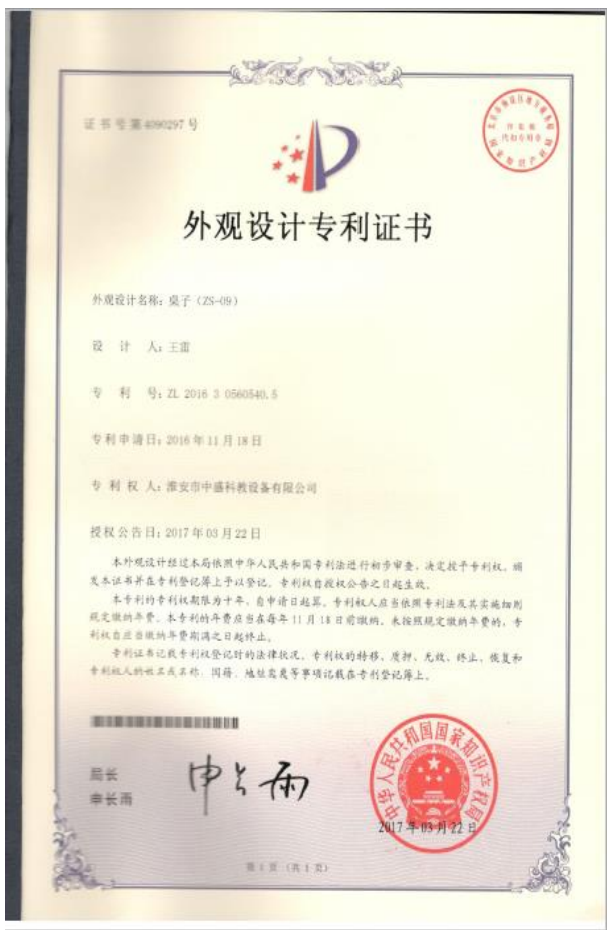 证书号第4090297号
外观设计专利证书
外观设计名称：桌子（ZS-09）
设 计 人：王雷
专 利 号：ZL 2016 3 0560540.5
专利申请日：2016年11月18日
专 利 权 人：淮安市中盛科教设备有限公司
授权公告日：2017年03月22日
本外观设计经过本局依照中华人民共和国专利法进行初步审查，决定授予专利权，颁
发本证书并在专利登记簿上予以登记。专利权自授权公告之日起生效。
本专利的专利权期限为十年，自申请日起算。专利权人应当依照专利法及其实施细则
规定缴纳年费。本专利的年费应当在每年11月18日前缴纳。未按照规定缴纳年费的，专
利权自应当缴纳年费期满之日起终止。
专利证书记载专利权登记时的法律状况。专利权的转移、质押、无效、终止、恢复和
专利权人的姓名或名称、国籍、地址变更等事项记载在专利登记簿上。
局长
申长雨
申长雨
中华人民共和国国家知识产权局
2017年03月22日
第1页（共1页）